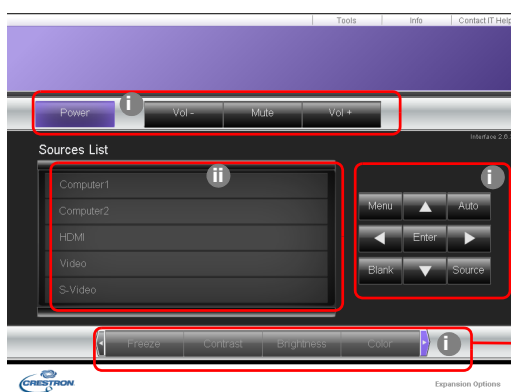 Tools Info Contact IT Help
Power i Vol - Mute Vol +
Interface 2.0.
Sources List
ii
i
Computer1
Computer2
HDMI
Video
S-Video
Menu Auto
Enter
Blank Source
Freeze Contrast Brightness Color i
CRESTRON
Expansion Options